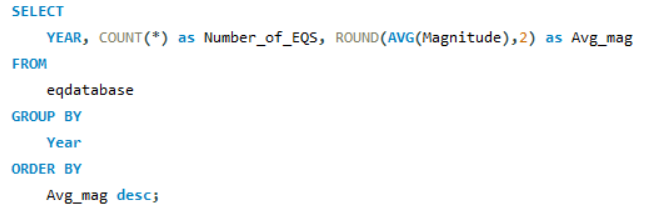 SELECT
YEAR, COUNT(*) as Number_of_EQS, ROUND(AVG(Magnitude),2) as Avg_mag
FROM
eqdatabase
GROUP BY
Year
ORDER BY
Avg_mag desc;